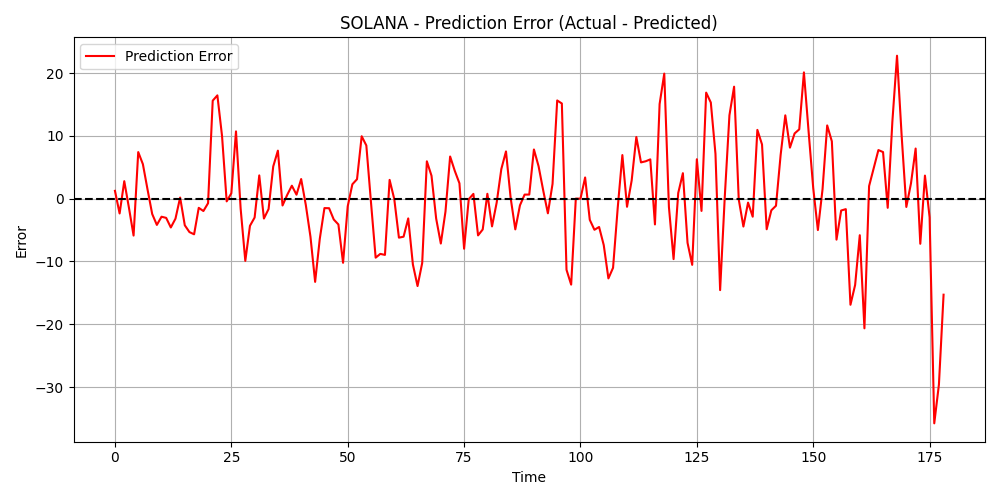 SOLANA - Prediction Error (Actual - Predicted)
Prediction Error
20
10
0
−10
−20
−30
Error
0 25 50 75 100 125 150 175
Time